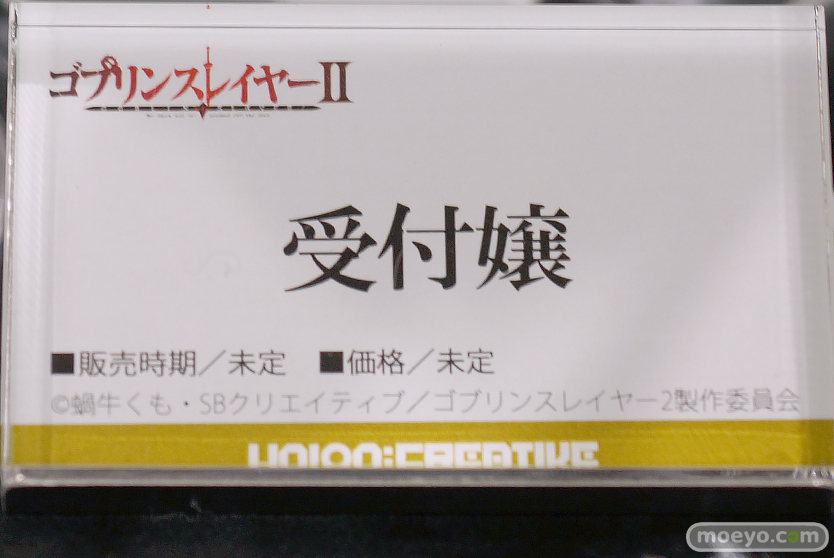 ゴブリンスレイヤーII
受付嬢
■販売時期／未定　■価格／未定
©蝸牛くも・SBクリエイティブ／ゴブリンスレイヤー2製作委員会
UNION:CREATIVE
moeyo.com